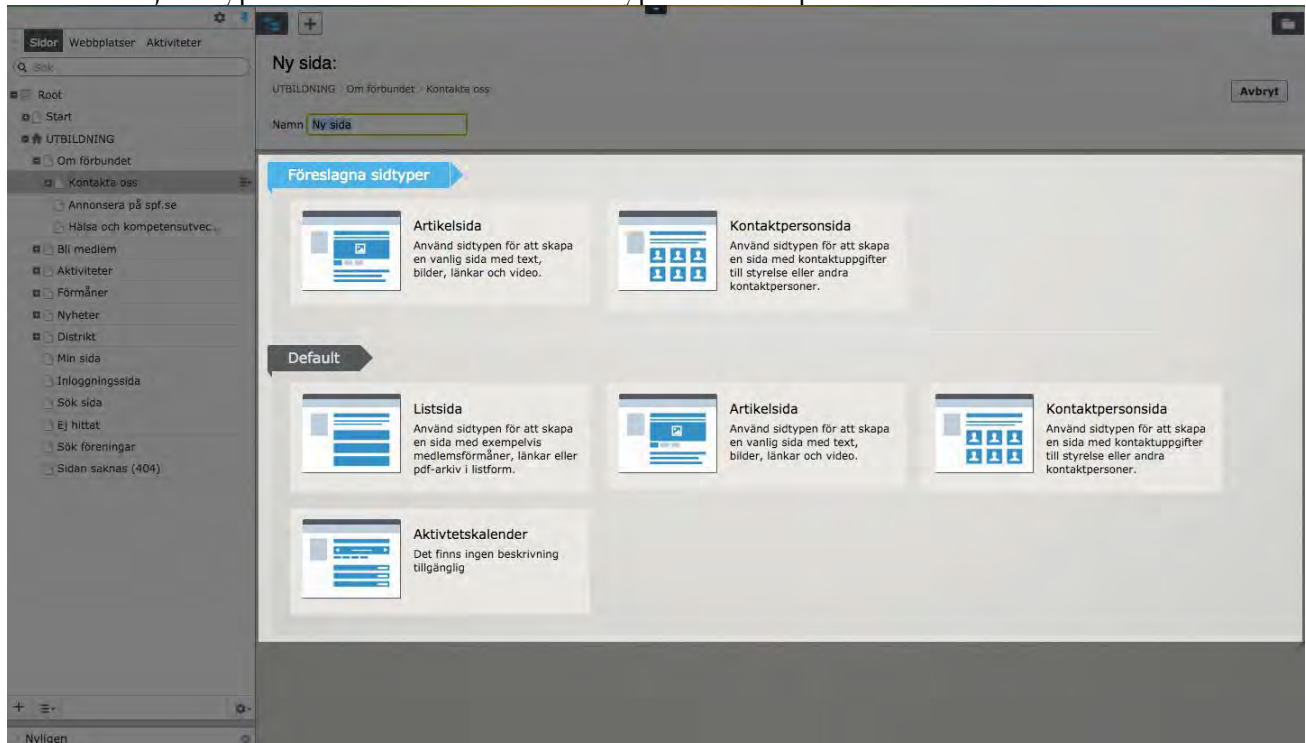 Sidor Webbplatser Aktiviteter
Sök
Root
Start
UTBILDNING
Om förbundet
Kontakta oss
Annonsera på spf.se
Hälsa och kompetensutvec...
Bli medlem
Aktiviteter
Förmåner
Nyheter
Distrikt
Min sida
Inloggningssida
Sök sida
Ej hittat
Sök föreningar
Sidan saknas (404)
Nyligen
Ny sida:
UTBILDNING Om förbundet Kontakta oss
Avbryt
Namn Ny sida
Föreslagna sidtyper
Artikelsida
Använd sidtypen för att skapa
en vanlig sida med text,
bilder, länkar och video.
Kontaktpersonsida
Använd sidtypen för att skapa
en sida med kontaktuppgifter
till styrelse eller andra
kontaktpersoner.
Default
Listsida
Använd sidtypen för att skapa
en sida med exempelvis
medlemsförmåner, länkar eller
pdf-arkiv i listform.
Artikelsida
Använd sidtypen för att skapa
en vanlig sida med text,
bilder, länkar och video.
Kontaktpersonsida
Använd sidtypen för att skapa
en sida med kontaktuppgifter
till styrelse eller andra
kontaktpersoner.
Aktivtetskalender
Det finns ingen beskrivning
tillgänglig